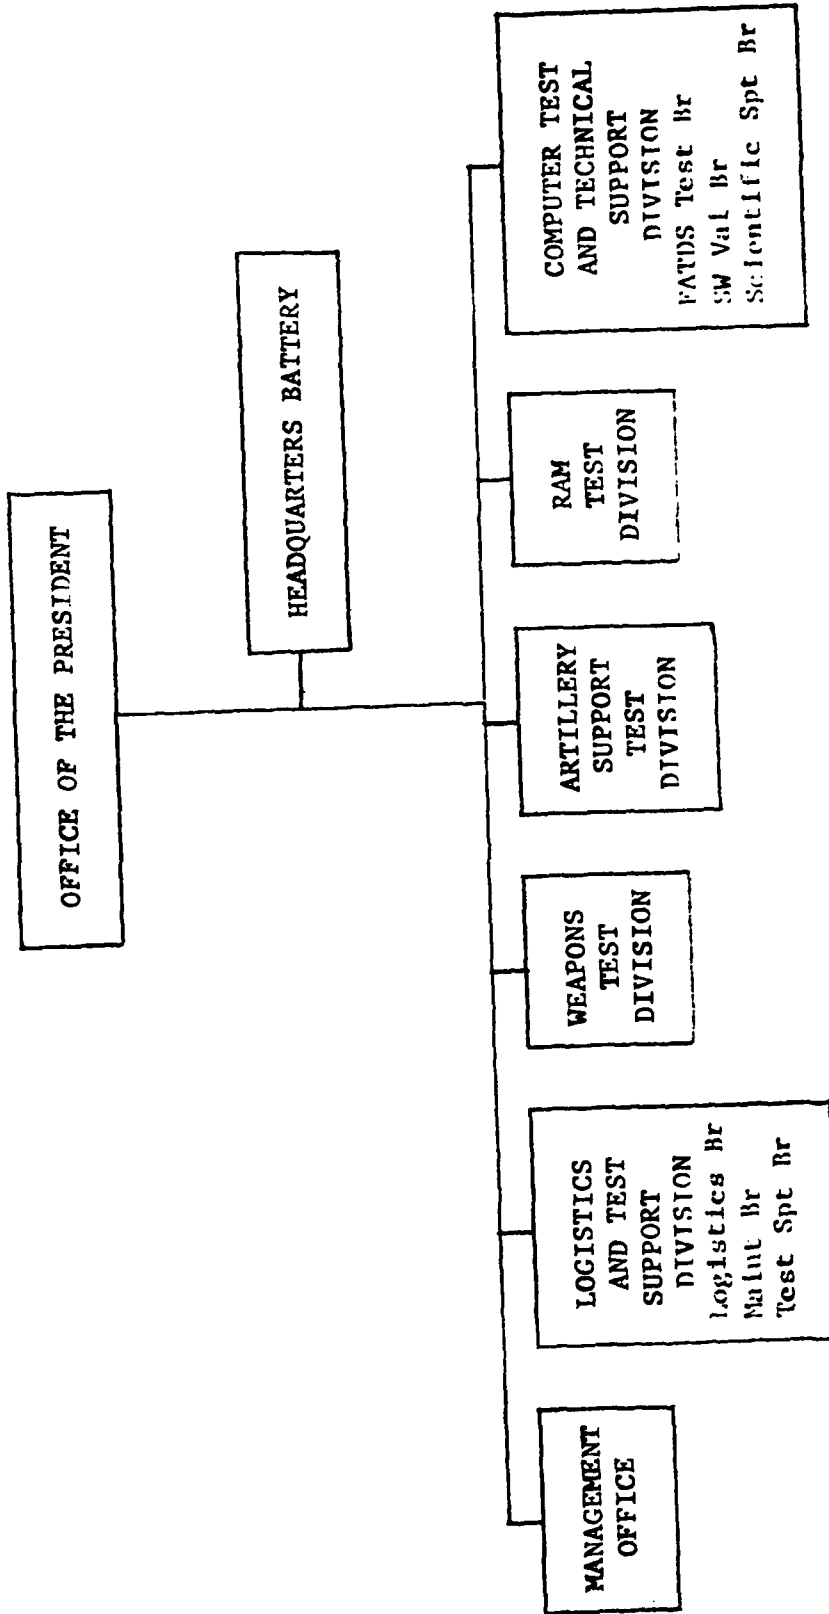 OFFICE OF THE PRESIDENT
HEADQUARTERS BATTERY
MANAGEMENT
OFFICE
LOGISTICS
AND TEST
SUPPORT
DIVISION
Logistics Br
Maint Br
Test Spt Br
WEAPONS
TEST
DIVISION
ARTILLERY
SUPPORT
TEST
DIVISION
RAM
TEST
DIVISION
COMPUTER TEST
AND TECHNICAL
SUPPORT
DIVISION
FATDS Test Br
SW Val Br
Scientific Spt Br